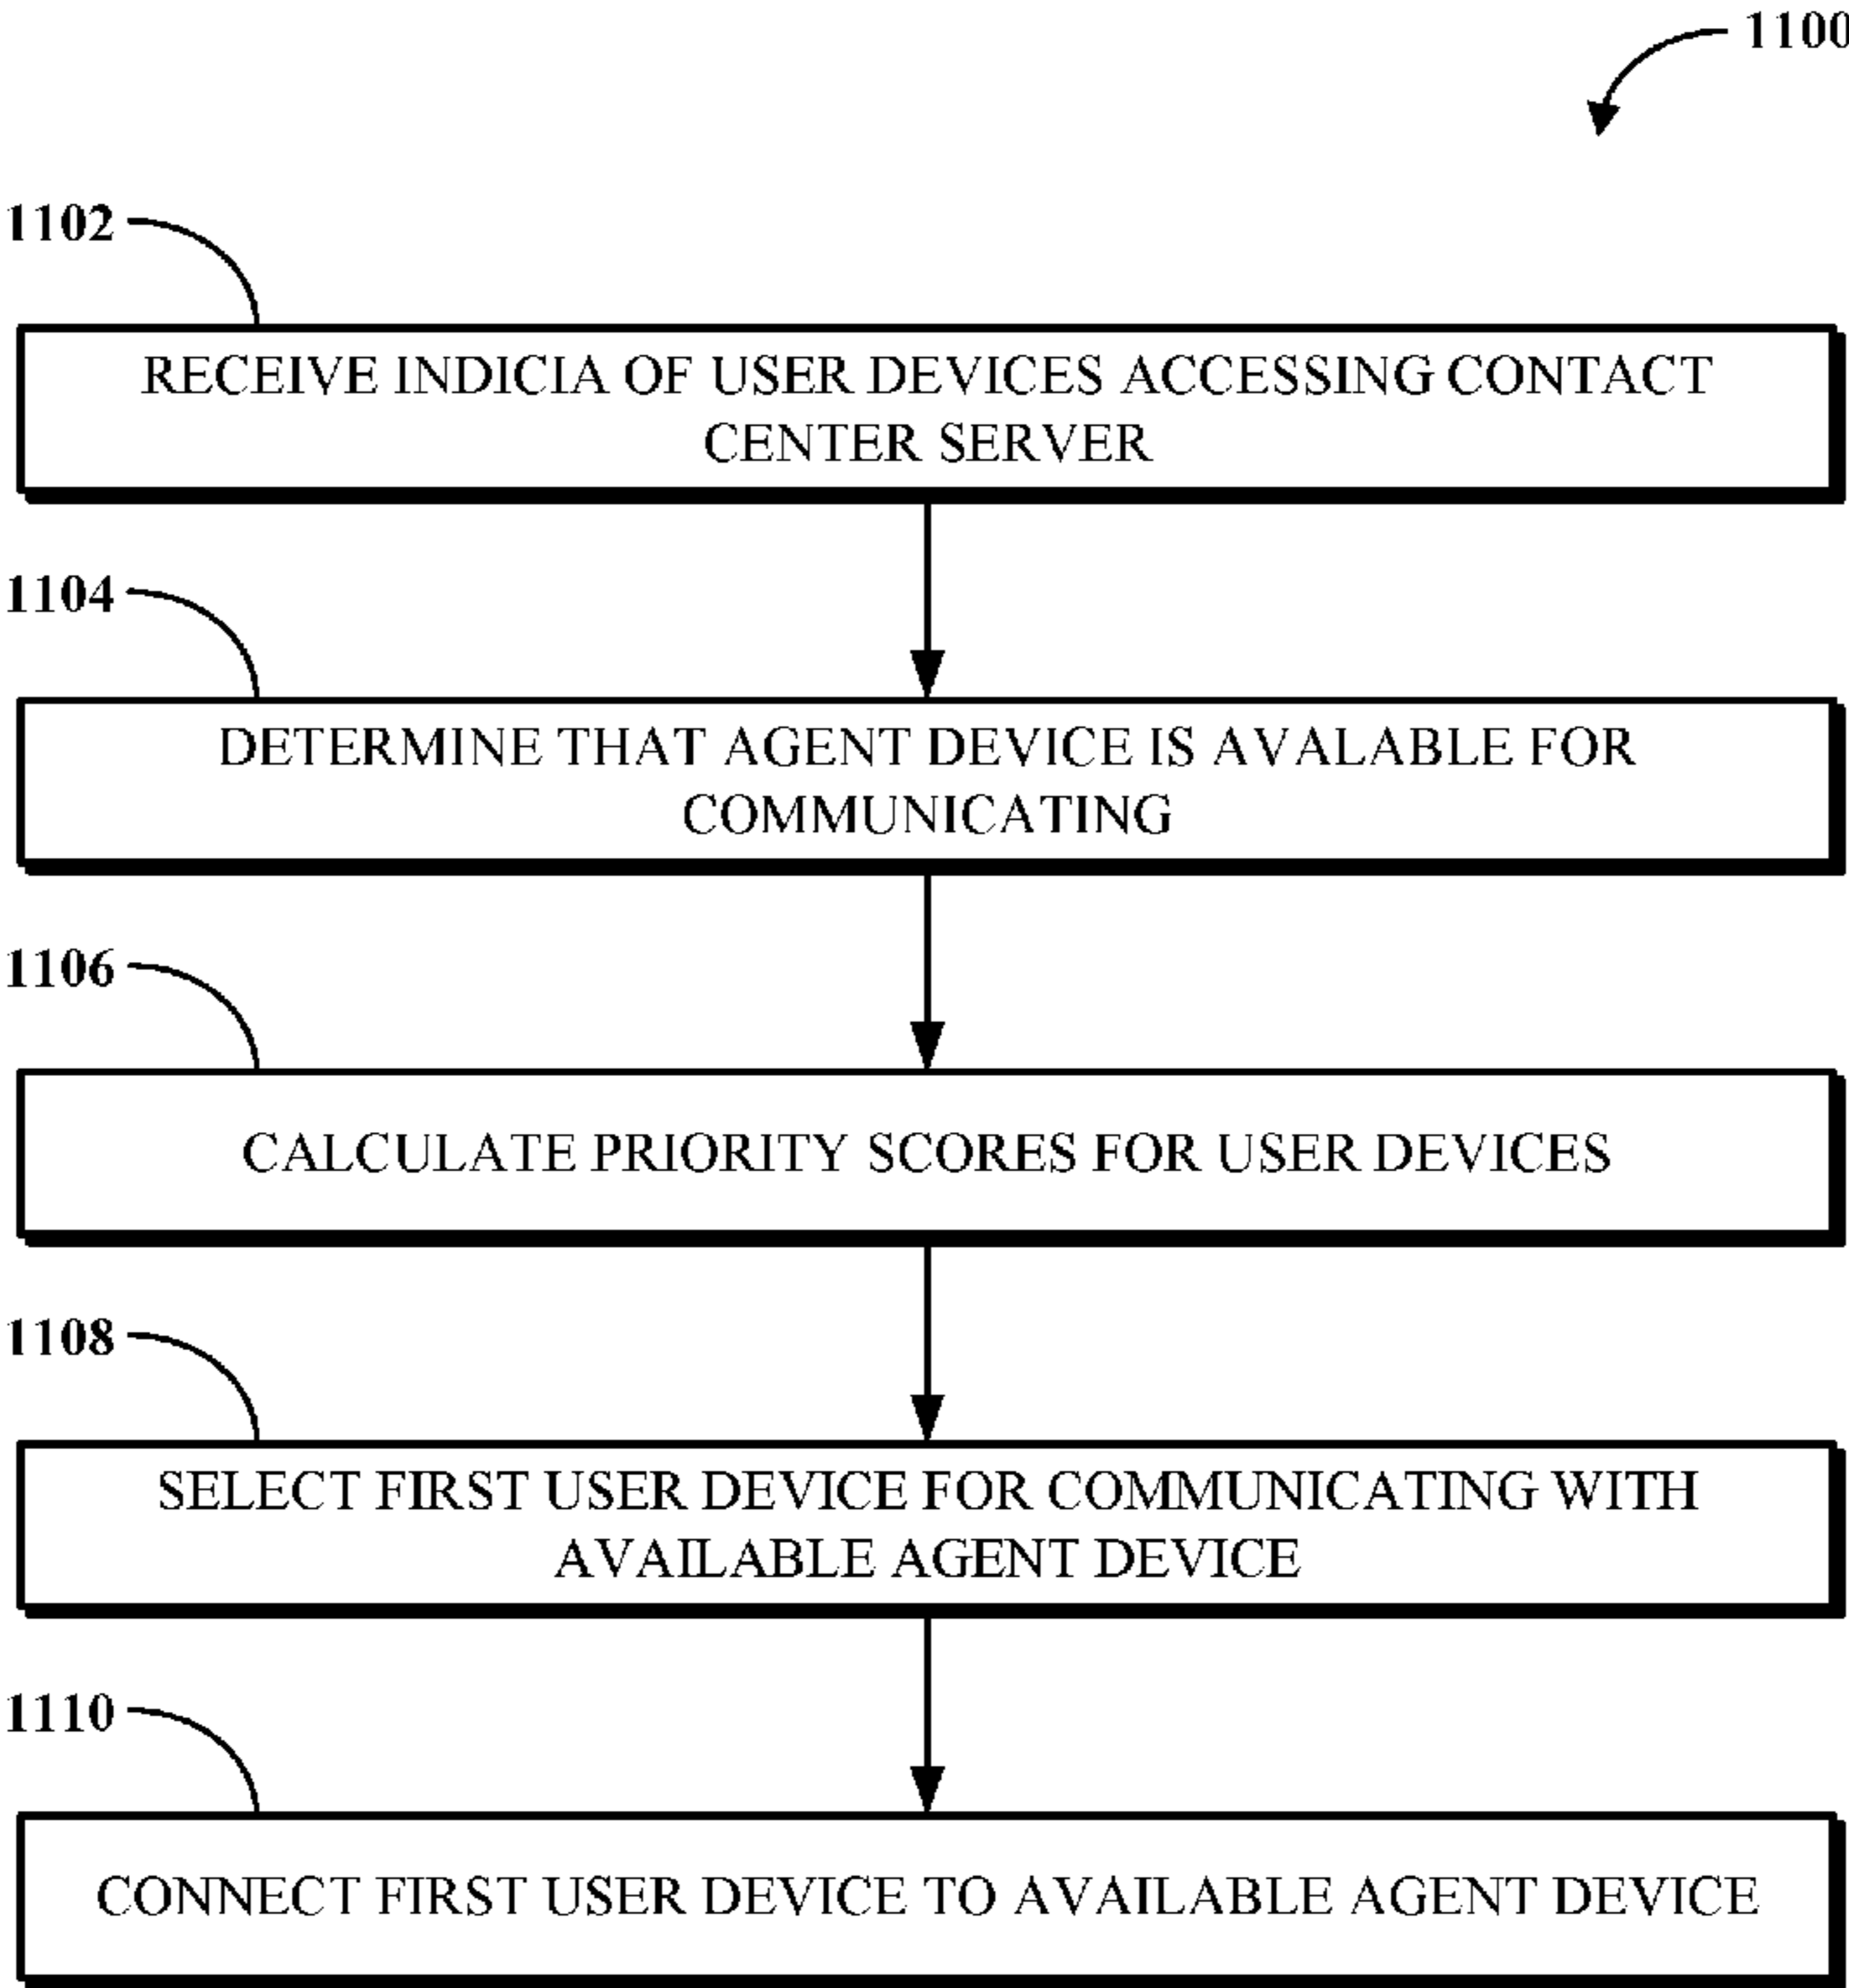 1100
1102
RECEIVE INDICIA OF USER DEVICES ACCESSING CONTACT
CENTER SERVER
1104
DETERMINE THAT AGENT DEVICE IS AVALABLE FOR
COMMUNICATING
1106
CALCULATE PRIORITY SCORES FOR USER DEVICES
1108
SELECT FIRST USER DEVICE FOR COMMUNICATING WITH
AVAILABLE AGENT DEVICE
1110
CONNECT FIRST USER DEVICE TO AVAILABLE AGENT DEVICE